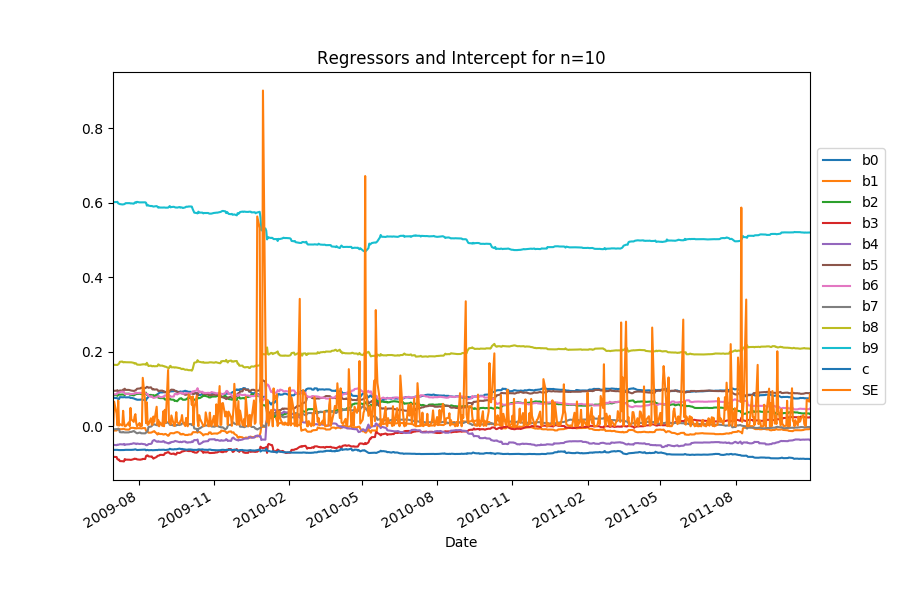 Regressors and Intercept for n=10
0.8
0.6
0.4
0.2
0.0
2009-08
2009-11
2010-02
2010-05
2010-08
2010-11
2011-02
2011-05
2011-08
Date
b0
b1
b2
b3
b4
b5
b6
b7
b8
b9
c
SE